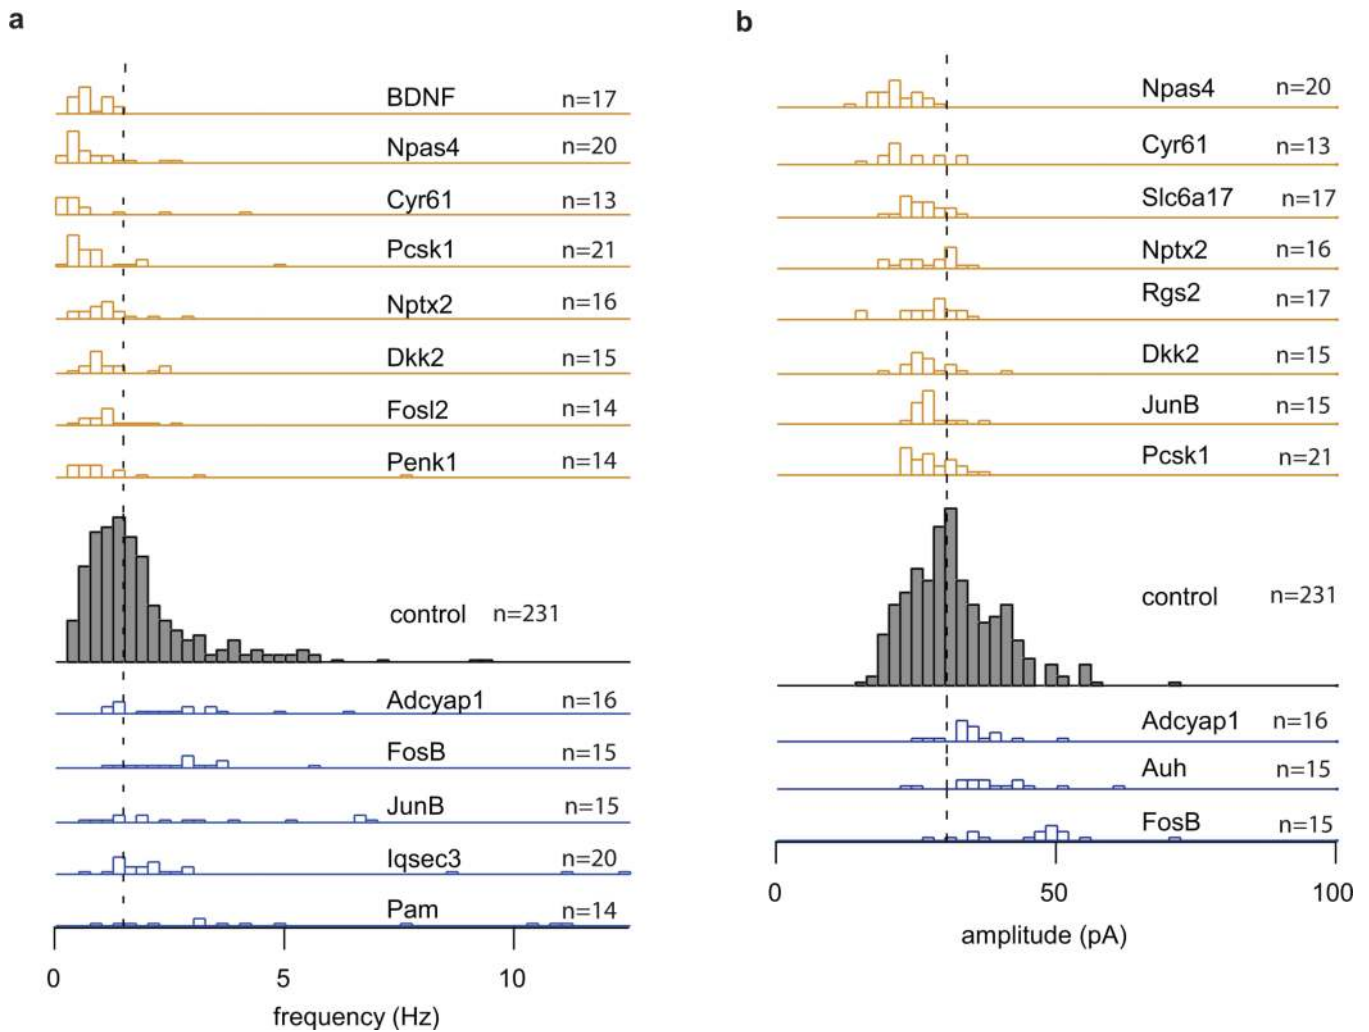 a
BDNF n=17
Npas4 n=20
Cyr61 n=13
Pcsk1 n=21
Nptx2 n=16
Dkk2 n=15
Fosl2 n=14
Penk1 n=14
control n=231
Adcyap1 n=16
FosB n=15
JunB n=15
Iqsec3 n=20
Pam n=14
0 5 10
frequency (Hz)
b
Npas4 n=20
Cyr61 n=13
Slc6a17 n=17
Nptx2 n=16
Rgs2 n=17
Dkk2 n=15
JunB n=15
Pcsk1 n=21
control n=231
Adcyap1 n=16
Auh n=15
FosB n=15
0 50 100
amplitude (pA)